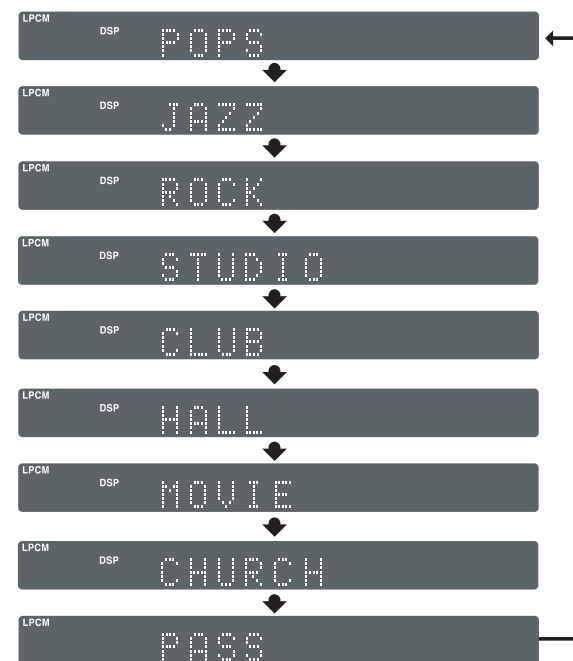 LPCM
DSP
POPS
LPCM
DSP
JAZZ
LPCM
DSP
ROCK
LPCM
DSP
STUDIO
LPCM
DSP
CLUB
LPCM
DSP
HALL
LPCM
DSP
MOVIE
LPCM
DSP
CHURCH
LPCM
PASS